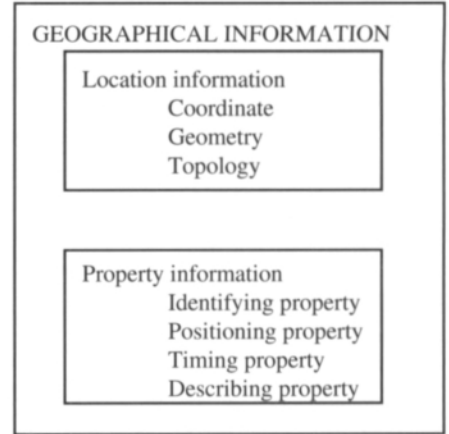 GEOGRAPHICAL INFORMATION
Location information
Coordinate
Geometry
Topology
Property information
Identifying property
Positioning property
Timing property
Describing property